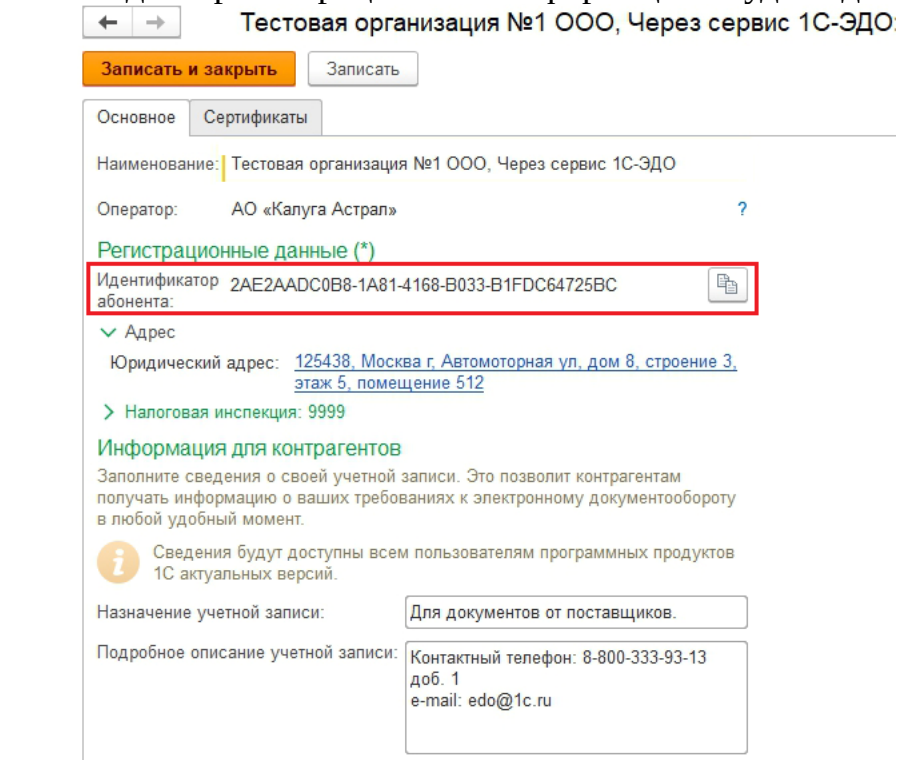 Тестовая организация №1 ООО, Через сервис 1С-ЭДО
Записать и закрыть Записать
Основное Сертификаты
Наименование: Тестовая организация №1 ООО, Через сервис 1С-ЭДО
Оператор: АО «Калуга Астрал» ?
Регистрационные данные (*)
Идентификатор абонента: 2AE2AADC0B8-1A81-4168-B033-B1FDC64725BC
Адрес
Юридический адрес: 125438, Москва г, Автомоторная ул, дом 8, строение 3,
этаж 5, помещение 512
Налоговая инспекция: 9999
Информация для контрагентов
Заполните сведения о своей учетной записи. Это позволит контрагентам
получать информацию о ваших требованиях к электронному документообороту
в любой удобный момент.
Сведения будут доступны всем пользователям программных продуктов
1С актуальных версий.
Назначение учетной записи: Для документов от поставщиков.
Подробное описание учетной записи: Контактный телефон: 8-800-333-93-13
доб. 1
e-mail: edo@1c.ru